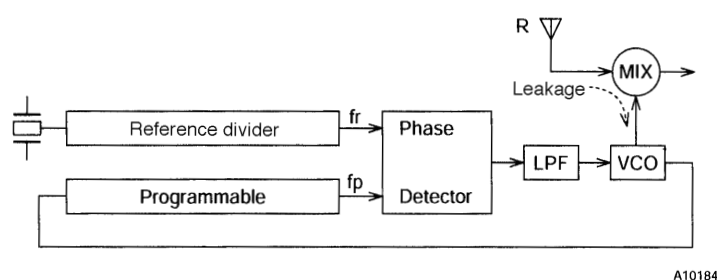 R
MIX
Leakage
Reference divider
fr
Phase
LPF
VCO
Programmable
fp
Detector
A10184